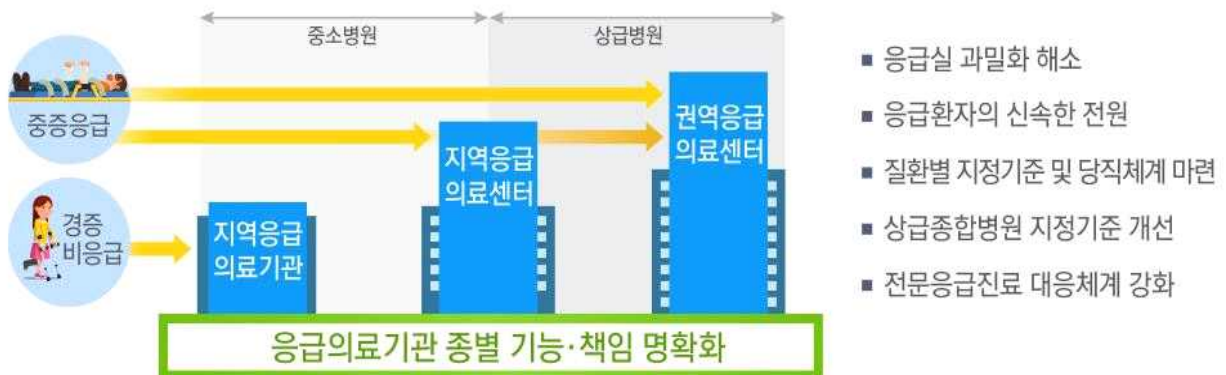 중소병원
상급병원
중증응급
경증
비응급
지역응급
의료기관
지역응급
의료센터
권역응급
의료센터
응급의료기관 종별 기능·책임 명확화
▪ 응급실 과밀화 해소
▪ 응급환자의 신속한 전원
▪ 질환별 지정기준 및 당직체계 마련
▪ 상급종합병원 지정기준 개선
▪ 전문응급진료 대응체계 강화